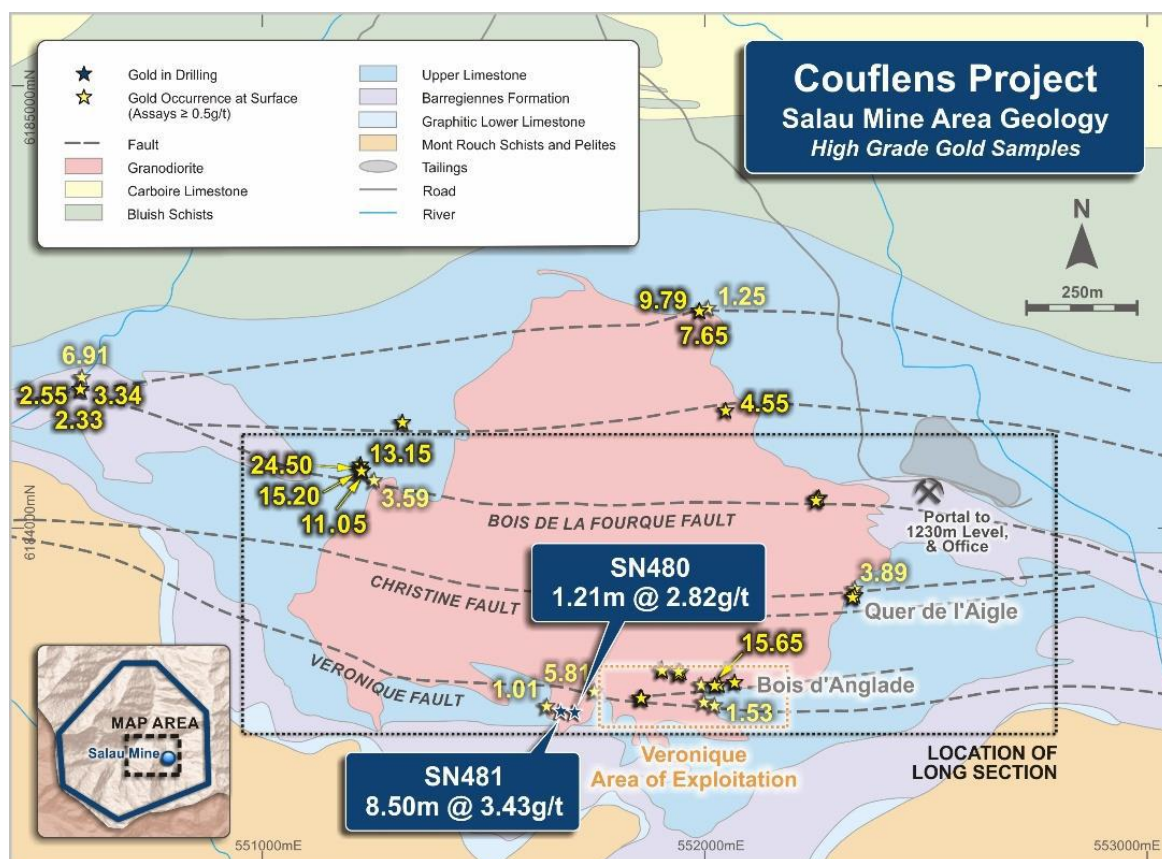 Gold in Drilling
Gold Occurrence at Surface
(Assays ≥ 0.5g/t)
Fault
Granodiorite
Carboire Limestone
Bluish Schists
Upper Limestone
Barregiennes Formation
Graphitic Lower Limestone
Mont Rouch Schists and Pelites
Tailings
Road
River
Couflens Project
Salau Mine Area Geology
High Grade Gold Samples
N
250m
6185000mN
9.79
1.25
7.65
6.91
2.55
3.34
2.33
4.55
13.15
24.50
15.20
3.59
11.05
BOIS DE LA FOURQUE FAULT
Portal to
1230m Level,
& Office
6184000mN
SN480
1.21m @ 2.82g/t
CHRISTINE FAULT
3.89
Quer de l'Aigle
VERONIQUE FAULT
15.65
5.81
1.01
Bois d'Anglade
1.53
MAP AREA
Salau Mine
Veronique
Area of Exploitation
LOCATION OF
LONG SECTION
SN481
8.50m @ 3.43g/t
551000mE
552000mE
553000mE